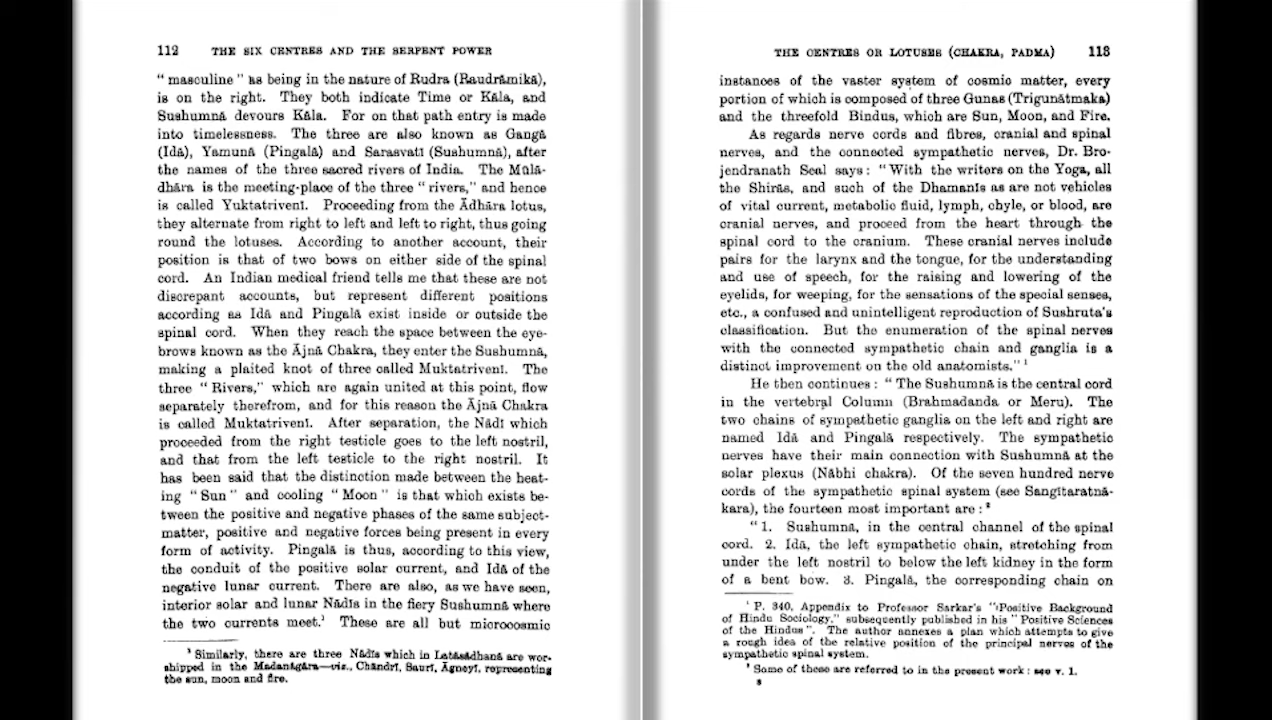 112 THE SIX CENTRES AND THE SERPENT POWER
“ masculine ” as being in the nature of Rudra (Raudrāmikā),
is on the right. They both indicate Time or Kāla, and
Sushumnā devours Kāla. For on that path entry is made
into timelessness. The three are also known as Gangā
(Idā), Yamunā (Pingalā) and Sarasvatī (Sushumnā), after
the names of the three sacred rivers of India. The Mūlā-
dhāra is the meeting-place of the three “ rivers,” and hence
is called Yuktatrivenī. Proceeding from the Ādhāra lotus,
they alternate from right to left and left to right, thus going
round the lotuses. According to another account, their
position is that of two bows on either side of the spinal
cord. An Indian medical friend tells me that these are not
discrepant accounts, but represent different positions
according as Idā and Pingalā exist inside or outside the
spinal cord. When they reach the space between the eye-
brows known as the Ājnā Chakra, they enter the Sushumnā,
making a plaited knot of three called Muktatrivenī. The
three “ Rivers,” which are again united at this point, flow
separately therefrom, and for this reason the Ājnā Chakra
is called Muktatrivenī. After separation, the Nādī which
proceeded from the right testicle goes to the left nostril,
and that from the left testicle to the right nostril. It
has been said that the distinction made between the heat-
ing “ Sun ” and cooling “ Moon ” is that which exists be-
tween the positive and negative phases of the same subject-
matter, positive and negative forces being present in every
form of activity. Pingalā is thus, according to this view,
the conduit of the positive solar current, and Idā of the
negative lunar current. There are also, as we have seen,
interior solar and lunar Nādīs in the fiery Sushumnā where
the two currents meet.¹ These are all but microcosmic
¹ Similarly, there are three Nādīs which in Latāsādhanā are wor-
shipped in the Madanāgāra—viz., Chāndrī, Saurī, Āgneyī, representing
the sun, moon and fire.
THE CENTRES OR LOTUSES (CHAKRA, PADMA) 113
instances of the vaster system of cosmic matter, every
portion of which is composed of three Gunas (Trigunātmaka)
and the threefold Bindus, which are Sun, Moon, and Fire.
As regards nerve cords and fibres, cranial and spinal
nerves, and the connected sympathetic nerves, Dr. Bro-
jendranath Seal says : “ With the writers on the Yoga, all
the Shirās, and such of the Dhamanīs as are not vehicles
of vital current, metabolic fluid, lymph, chyle, or blood, are
cranial nerves, and proceed from the heart through the
spinal cord to the cranium. These cranial nerves include
pairs for the larynx and the tongue, for the understanding
and use of speech, for the raising and lowering of the
eyelids, for weeping, for the sensations of the special senses,
etc., a confused and unintelligent reproduction of Sushruta's
classification. But the enumeration of the spinal nerves
with the connected sympathetic chain and ganglia is a
distinct improvement on the old anatomists.” ¹
He then continues : “ The Sushumnā is the central cord
in the vertebral Column (Brahmadanda or Meru). The
two chains of sympathetic ganglia on the left and right are
named Idā and Pingalā respectively. The sympathetic
nerves have their main connection with Sushumnā at the
solar plexus (Nābhi chakra). Of the seven hundred nerve
cords of the sympathetic spinal system (see Sangītaratnā-
kara), the fourteen most important are : ²
“ 1. Sushumnā, in the central channel of the spinal
cord. 2. Idā, the left sympathetic chain, stretching from
under the left nostril to below the left kidney in the form
of a bent bow. 3. Pingalā, the corresponding chain on
¹ P. 340, Appendix to Professor Sarkar's “Positive Background
of Hindu Sociology,” subsequently published in his “ Positive Sciences
of the Hindus ”. The author annexes a plan which attempts to give
a rough idea of the relative position of the principal nerves of the
sympathetic spinal system.
² Some of these are referred to in the present work : see v. 1.
8